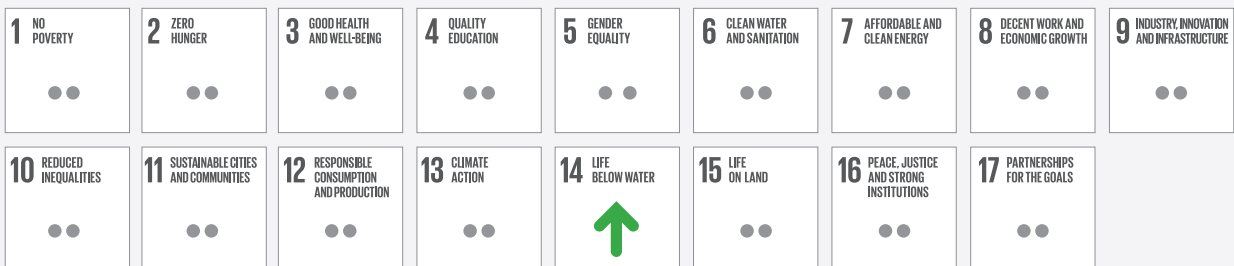 1 NO
POVERTY
2 ZERO
HUNGER
3 GOOD HEALTH
AND WELL-BEING
4 QUALITY
EDUCATION
5 GENDER
EQUALITY
6 CLEAN WATER
AND SANITATION
7 AFFORDABLE AND
CLEAN ENERGY
8 DECENT WORK AND
ECONOMIC GROWTH
9 INDUSTRY, INNOVATION
AND INFRASTRUCTURE
10 REDUCED
INEQUALITIES
11 SUSTAINABLE CITIES
AND COMMUNITIES
12 RESPONSIBLE
CONSUMPTION
AND PRODUCTION
13 CLIMATE
ACTION
14 LIFE
BELOW WATER
15 LIFE
ON LAND
16 PEACE, JUSTICE
AND STRONG
INSTITUTIONS
17 PARTNERSHIPS
FOR THE GOALS